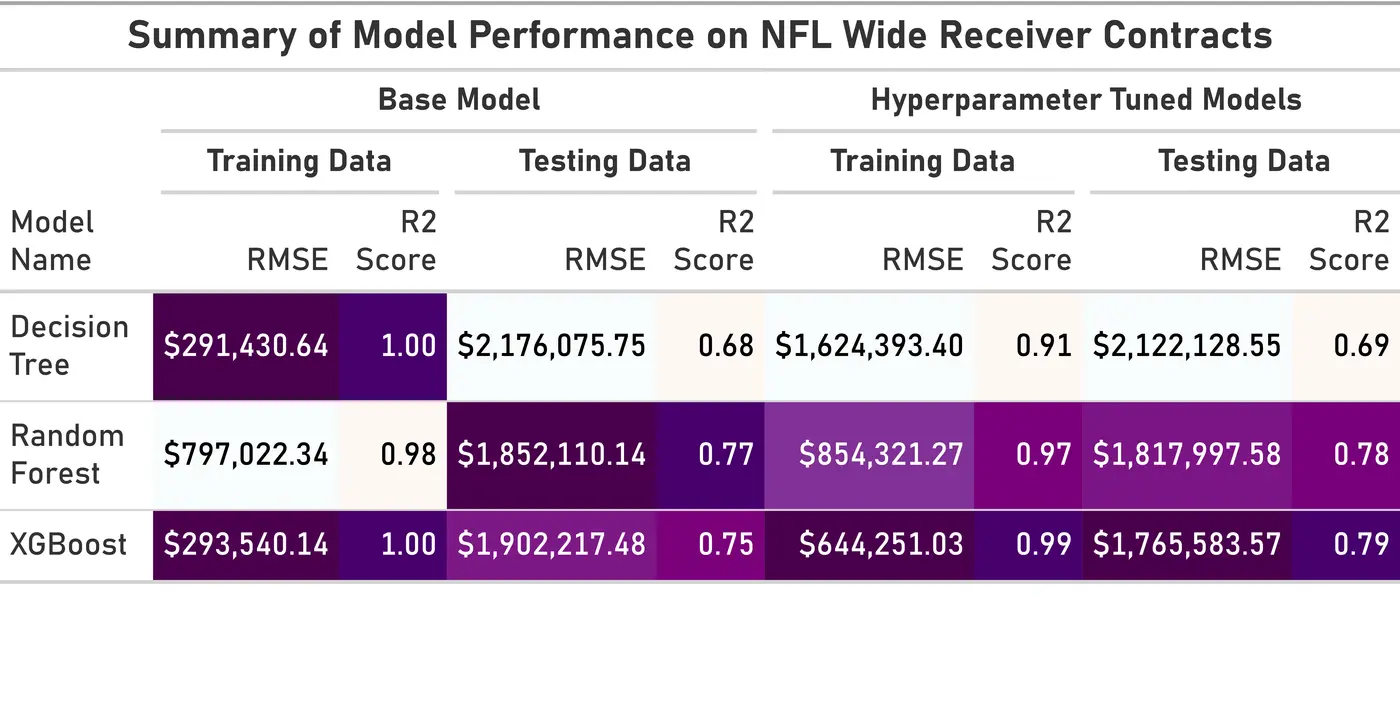 Summary of Model Performance on NFL Wide Receiver Contracts
Base Model Hyperparameter Tuned Models
Training Data Testing Data Training Data Testing Data
Model R2 R2 R2 R2
Name RMSE Score RMSE Score RMSE Score RMSE Score
Decision
Tree $291,430.64 1.00 $2,176,075.75 0.68 $1,624,393.40 0.91 $2,122,128.55 0.69
Random
Forest $797,022.34 0.98 $1,852,110.14 0.77 $854,321.27 0.97 $1,817,997.58 0.78
XGBoost $293,540.14 1.00 $1,902,217.48 0.75 $644,251.03 0.99 $1,765,583.57 0.79